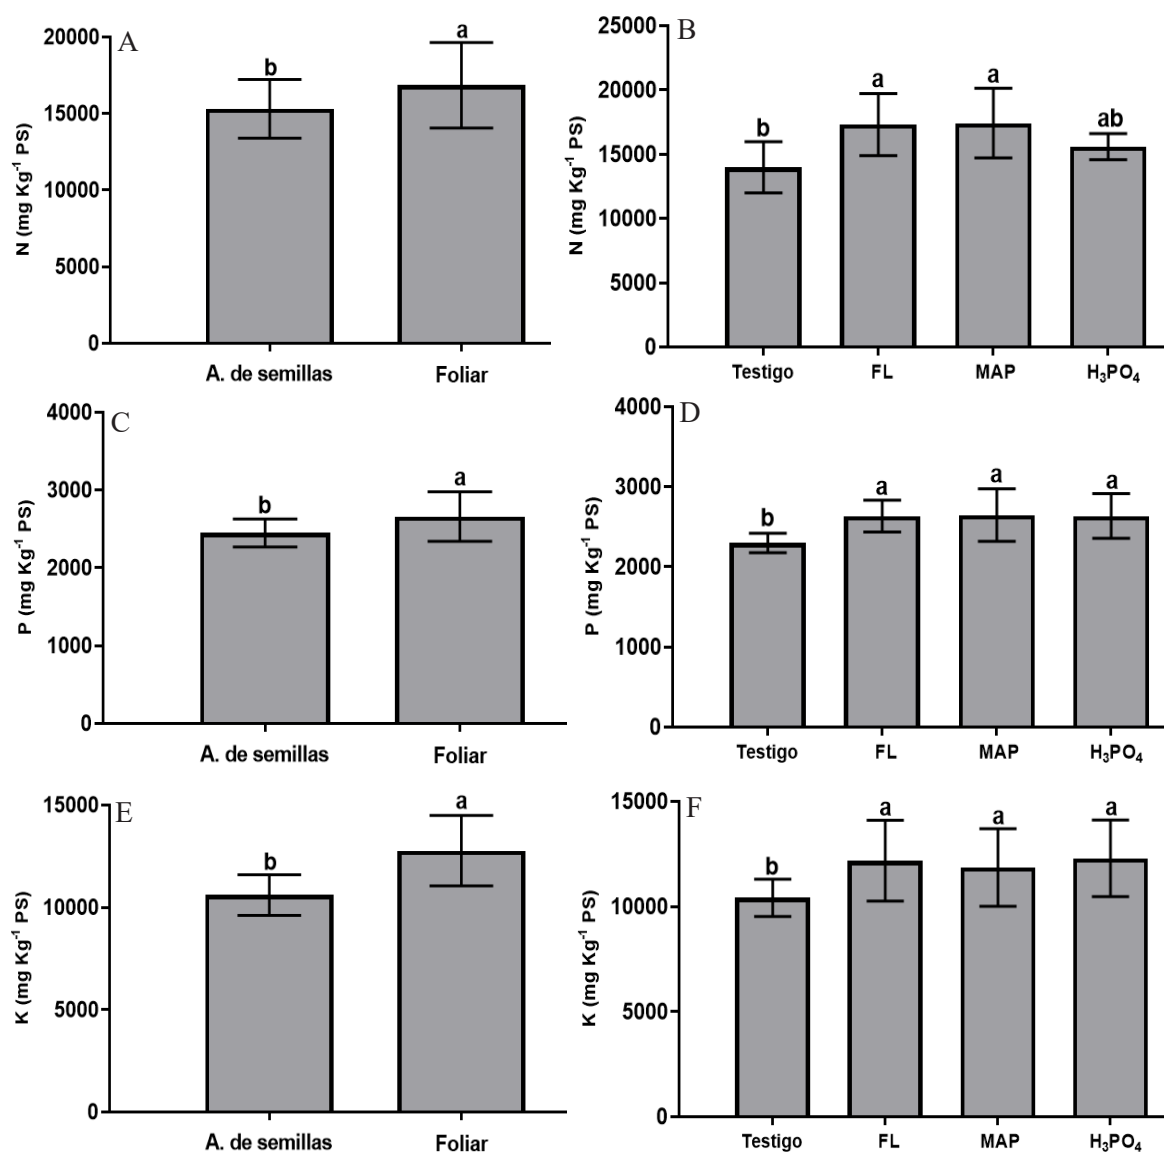 A
N (mg Kg⁻¹ PS)
20000
15000
10000
5000
0
b
a
A. de semillas
Foliar
B
N (mg Kg⁻¹ PS)
25000
20000
15000
10000
5000
0
b
a
a
ab
Testigo
FL
MAP
H₃PO₄
C
P (mg Kg⁻¹ PS)
4000
3000
2000
1000
0
b
a
A. de semillas
Foliar
D
P (mg Kg⁻¹ PS)
4000
3000
2000
1000
0
b
a
a
a
Testigo
FL
MAP
H₃PO₄
E
K (mg Kg⁻¹ PS)
15000
10000
5000
0
b
a
A. de semillas
Foliar
F
K (mg Kg⁻¹ PS)
15000
10000
5000
0
b
a
a
a
Testigo
FL
MAP
H₃PO₄